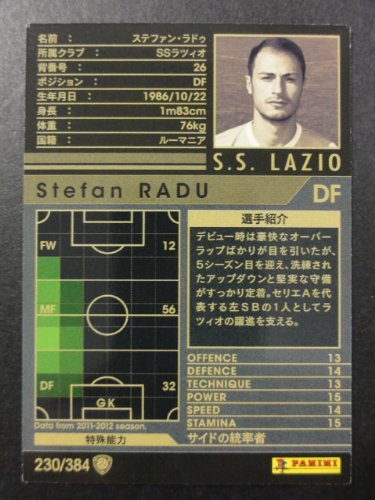 名前 : ステファン・ラドゥ
所属クラブ : SSラツィオ
背番号 : 26
ポジション : DF
生年月日 : 1986/10/22
身長 : 1m83cm
体重 : 76kg
国籍 : ルーマニア
S.S. LAZIO
Stefan RADU DF
FW 12
MF 56
DF 32
GK
Data from 2011-2012 season.
特殊能力
選手紹介
デビュー時は豪快なオーバー
ラップばかりが目を引いたが、
5シーズン目を迎え、洗練され
たアップダウンと堅実な守備
がすっかり定着。セリエAを代
表する左SBの1人としてラ
ツィオの躍進を支える。
OFFENCE 13
DEFENCE 14
TECHNIQUE 13
POWER 15
SPEED 14
STAMINA 15
サイドの統率者
230/384
PANINI